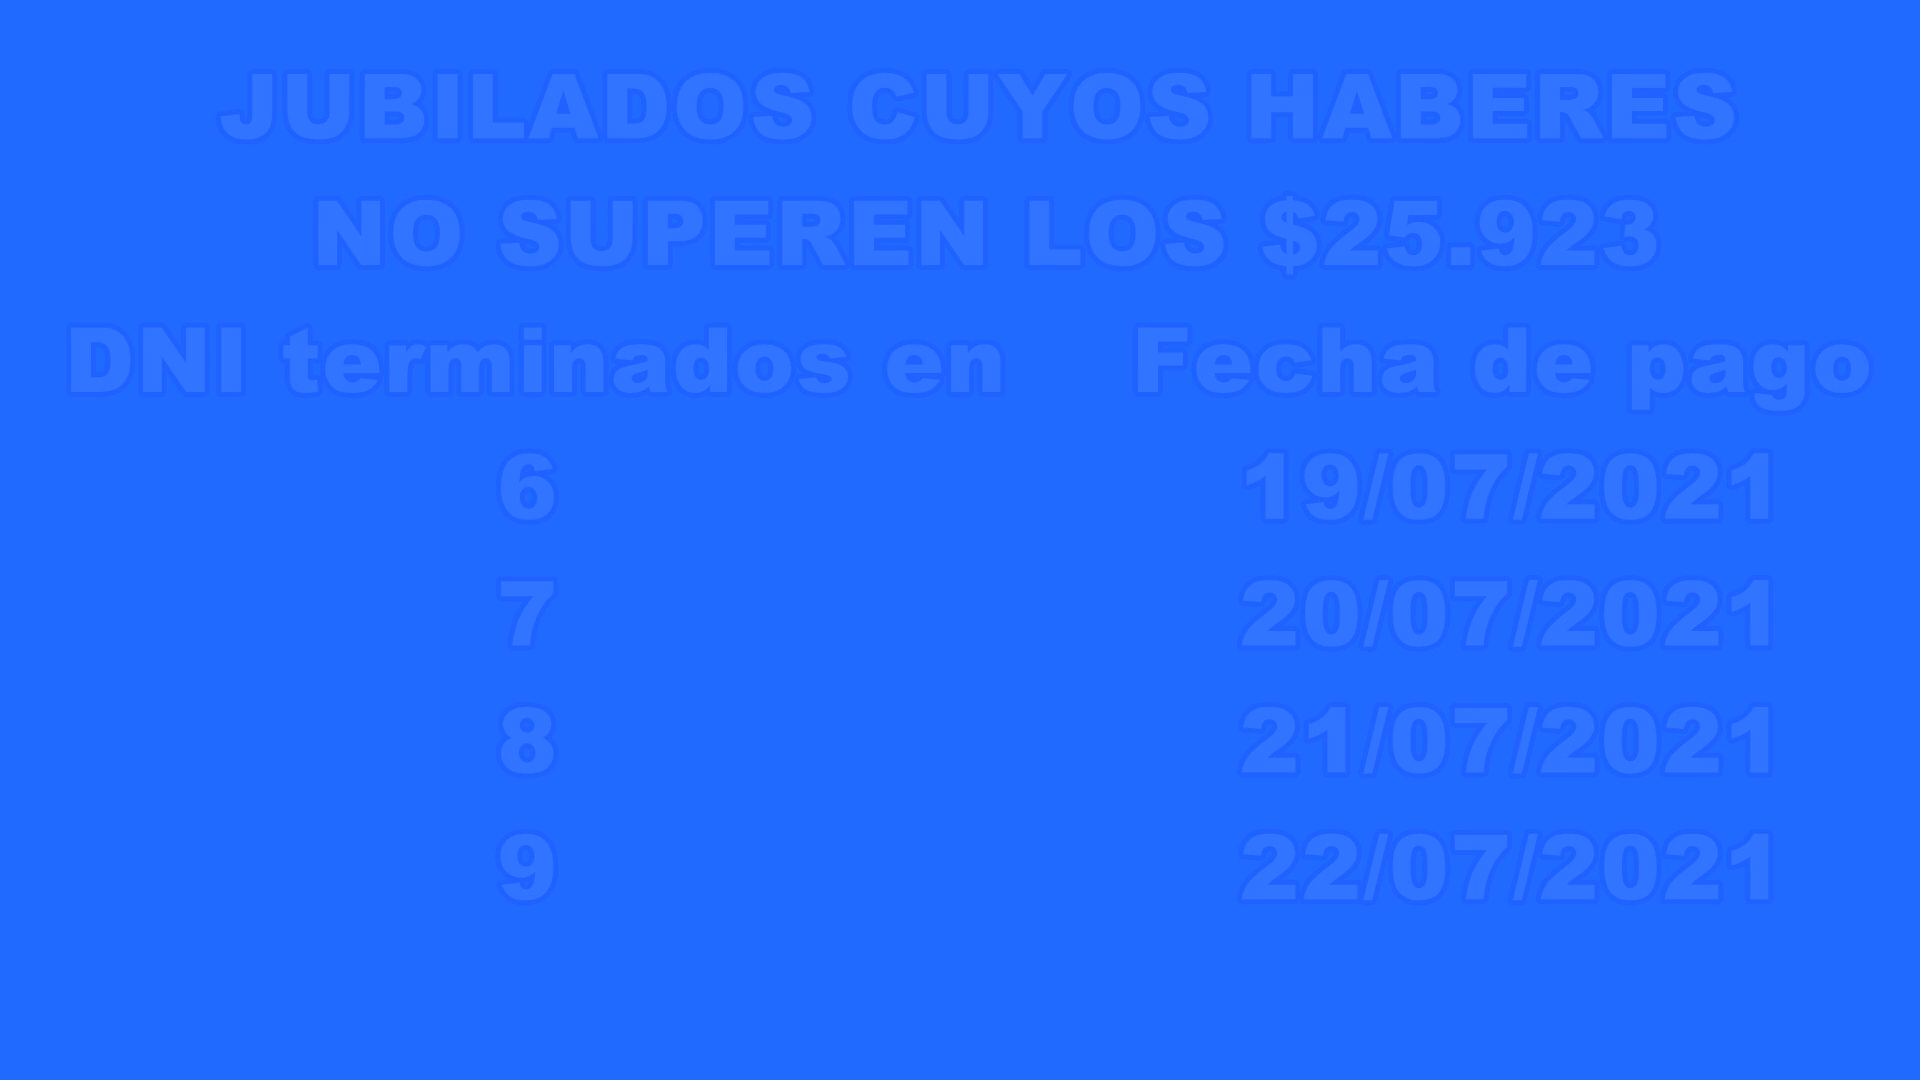 JUBILADOS CUYOS HABERES
NO SUPEREN LOS $25.923
DNI terminados en Fecha de pago
6 19/07/2021
7 20/07/2021
8 21/07/2021
9 22/07/2021